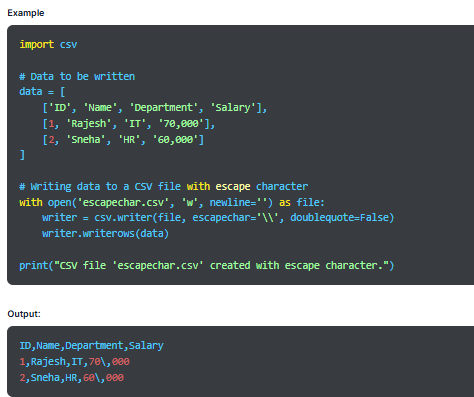 Example
import csv
# Data to be written
data = [
    ['ID', 'Name', 'Department', 'Salary'],
    [1, 'Rajesh', 'IT', '70,000'],
    [2, 'Sneha', 'HR', '60,000']
]
# Writing data to a CSV file with escape character
with open('escapechar.csv', 'w', newline='') as file:
    writer = csv.writer(file, escapechar='\\', doublequote=False)
    writer.writerows(data)
print("CSV file 'escapechar.csv' created with escape character.")
Output:
ID,Name,Department,Salary
1,Rajesh,IT,70\,000
2,Sneha,HR,60\,000